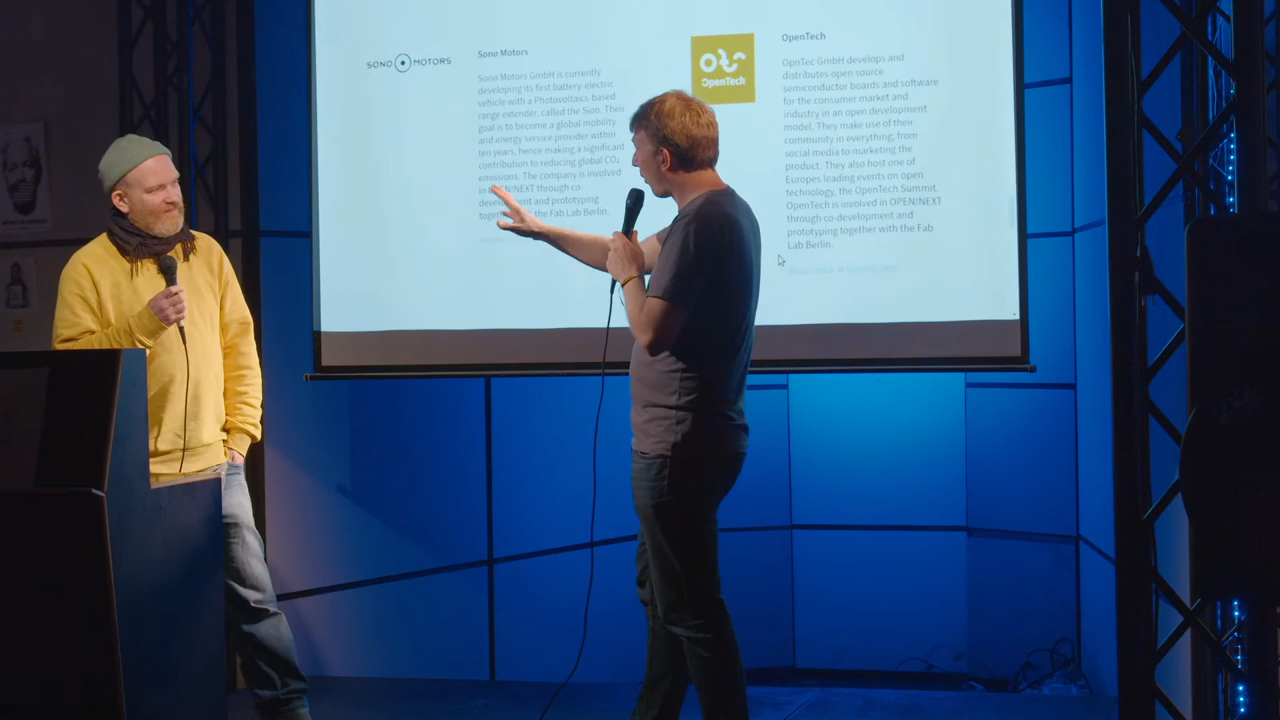 SONO MOTORS
Sono Motors
Sono Motors GmbH is currently
developing its first battery-electric
vehicle with a Photovoltaics-based
range extender, called the Sion. Their
goal is to become a global mobility
and energy service provider within
ten years, hence making a significant
contribution to reducing global CO₂
emissions. The company is involved
in OPEN!NEXT through co-
development and prototyping
together with the Fab Lab Berlin.
OpenTech
OpenTech
OpnTec GmbH develops and
distributes open source
semiconductor boards and software
for the consumer market and
industry in an open development
model. They make use of their
community in everything; from
social media to marketing the
product. They also host one of
Europes leading events on open
technology, the OpenTech Summit.
OpenTech is involved in OPEN!NEXT
through co-development and
prototyping together with the Fab
Lab Berlin.